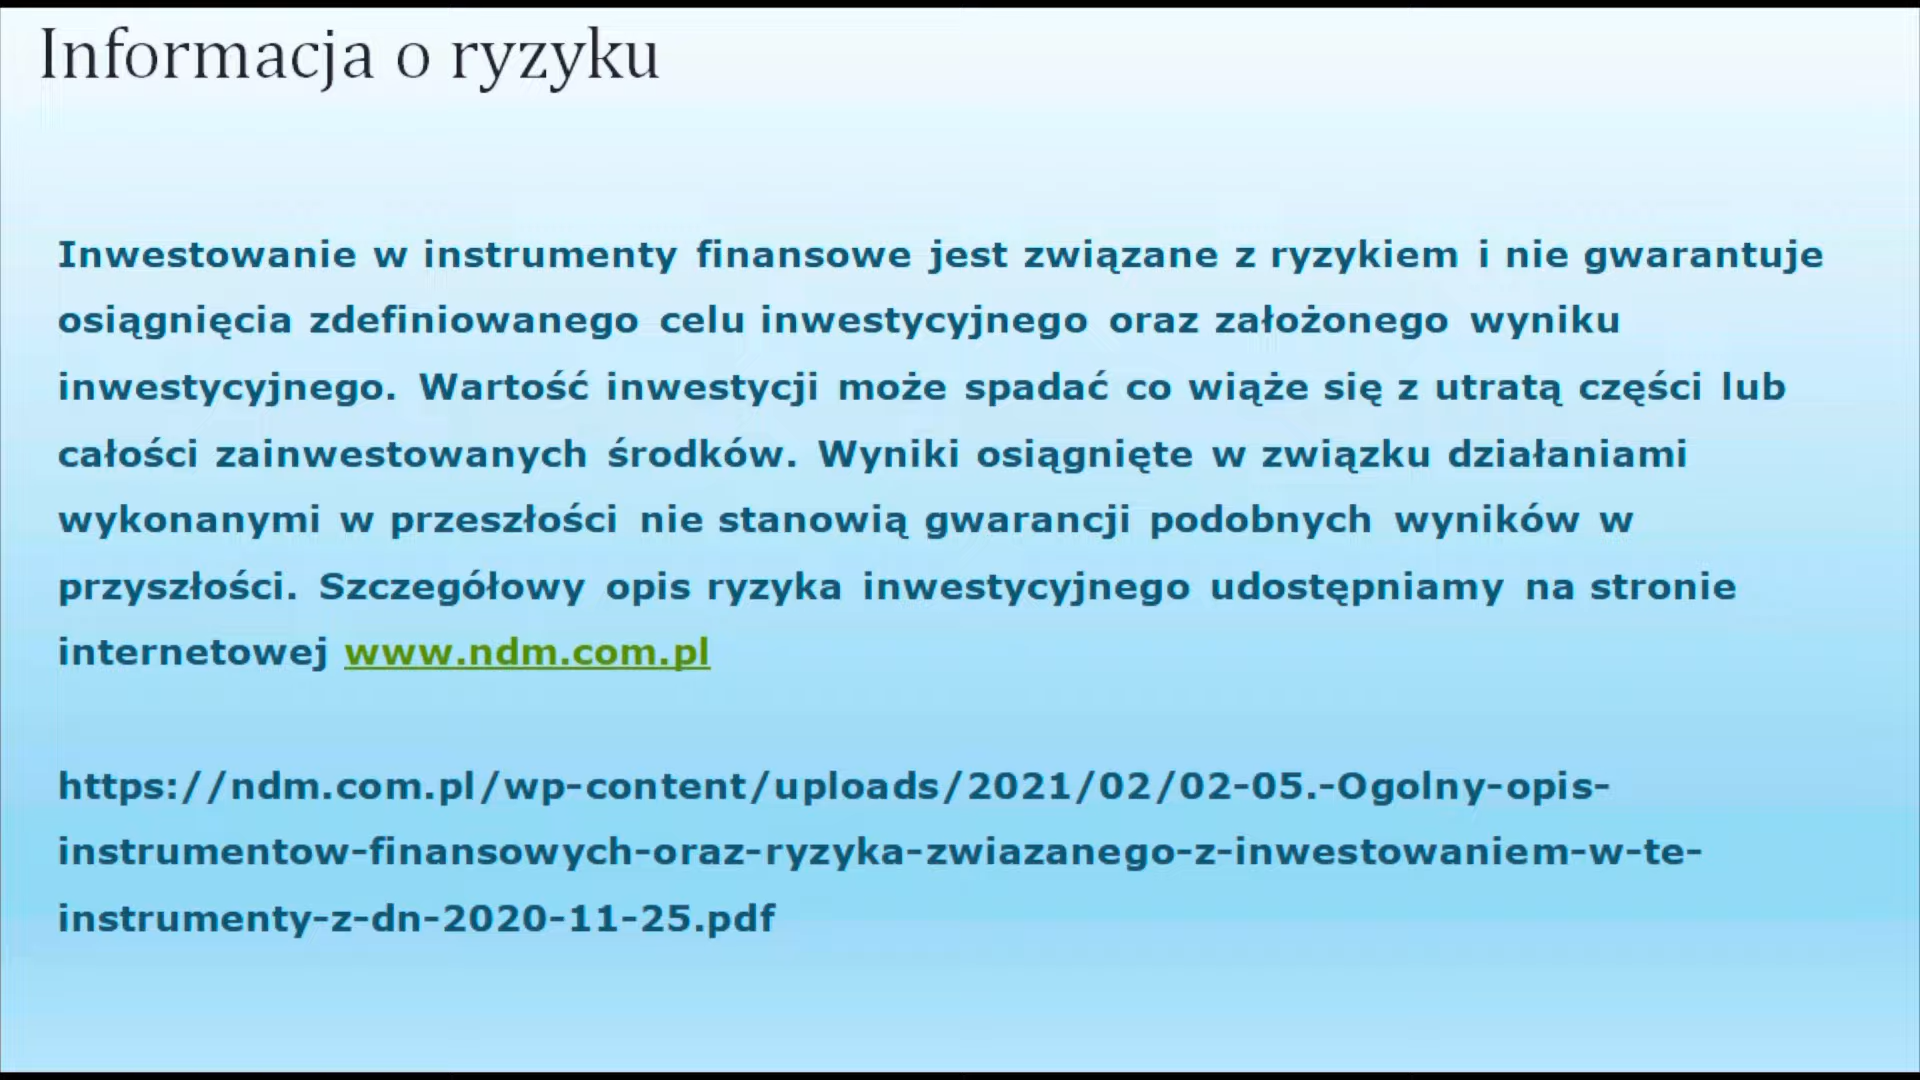 Informacja o ryzyku
Inwestowanie w instrumenty finansowe jest związane z ryzykiem i nie gwarantuje
osiągnięcia zdefiniowanego celu inwestycyjnego oraz założonego wyniku
inwestycyjnego. Wartość inwestycji może spadać co wiąże się z utratą części lub
całości zainwestowanych środków. Wyniki osiągnięte w związku działaniami
wykonanymi w przeszłości nie stanowią gwarancji podobnych wyników w
przyszłości. Szczegółowy opis ryzyka inwestycyjnego udostępniamy na stronie
internetowej www.ndm.com.pl
https://ndm.com.pl/wp-content/uploads/2021/02/02-05.-Ogolny-opis-
instrumentow-finansowych-oraz-ryzyka-zwiazanego-z-inwestowaniem-w-te-
instrumenty-z-dn-2020-11-25.pdf